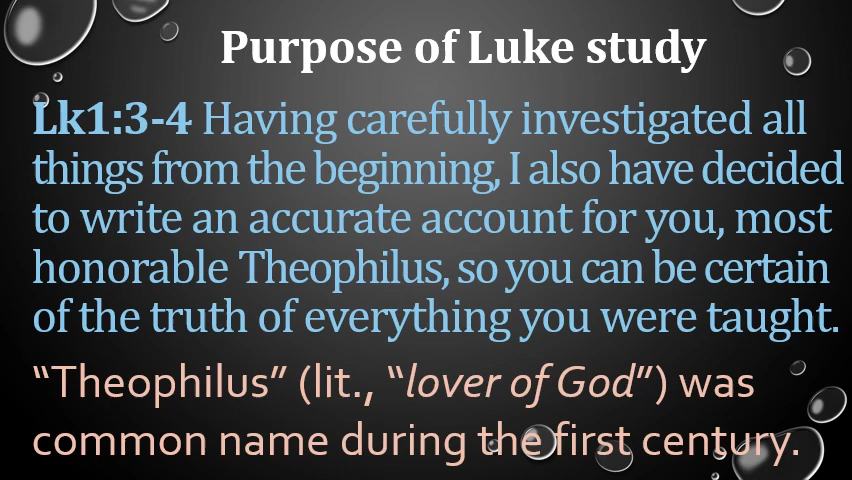 Purpose of Luke study
Lk1:3-4 Having carefully investigated all
things from the beginning, I also have decided
to write an accurate account for you, most
honorable Theophilus, so you can be certain
of the truth of everything you were taught.
“Theophilus” (lit., “lover of God”) was
common name during the first century.